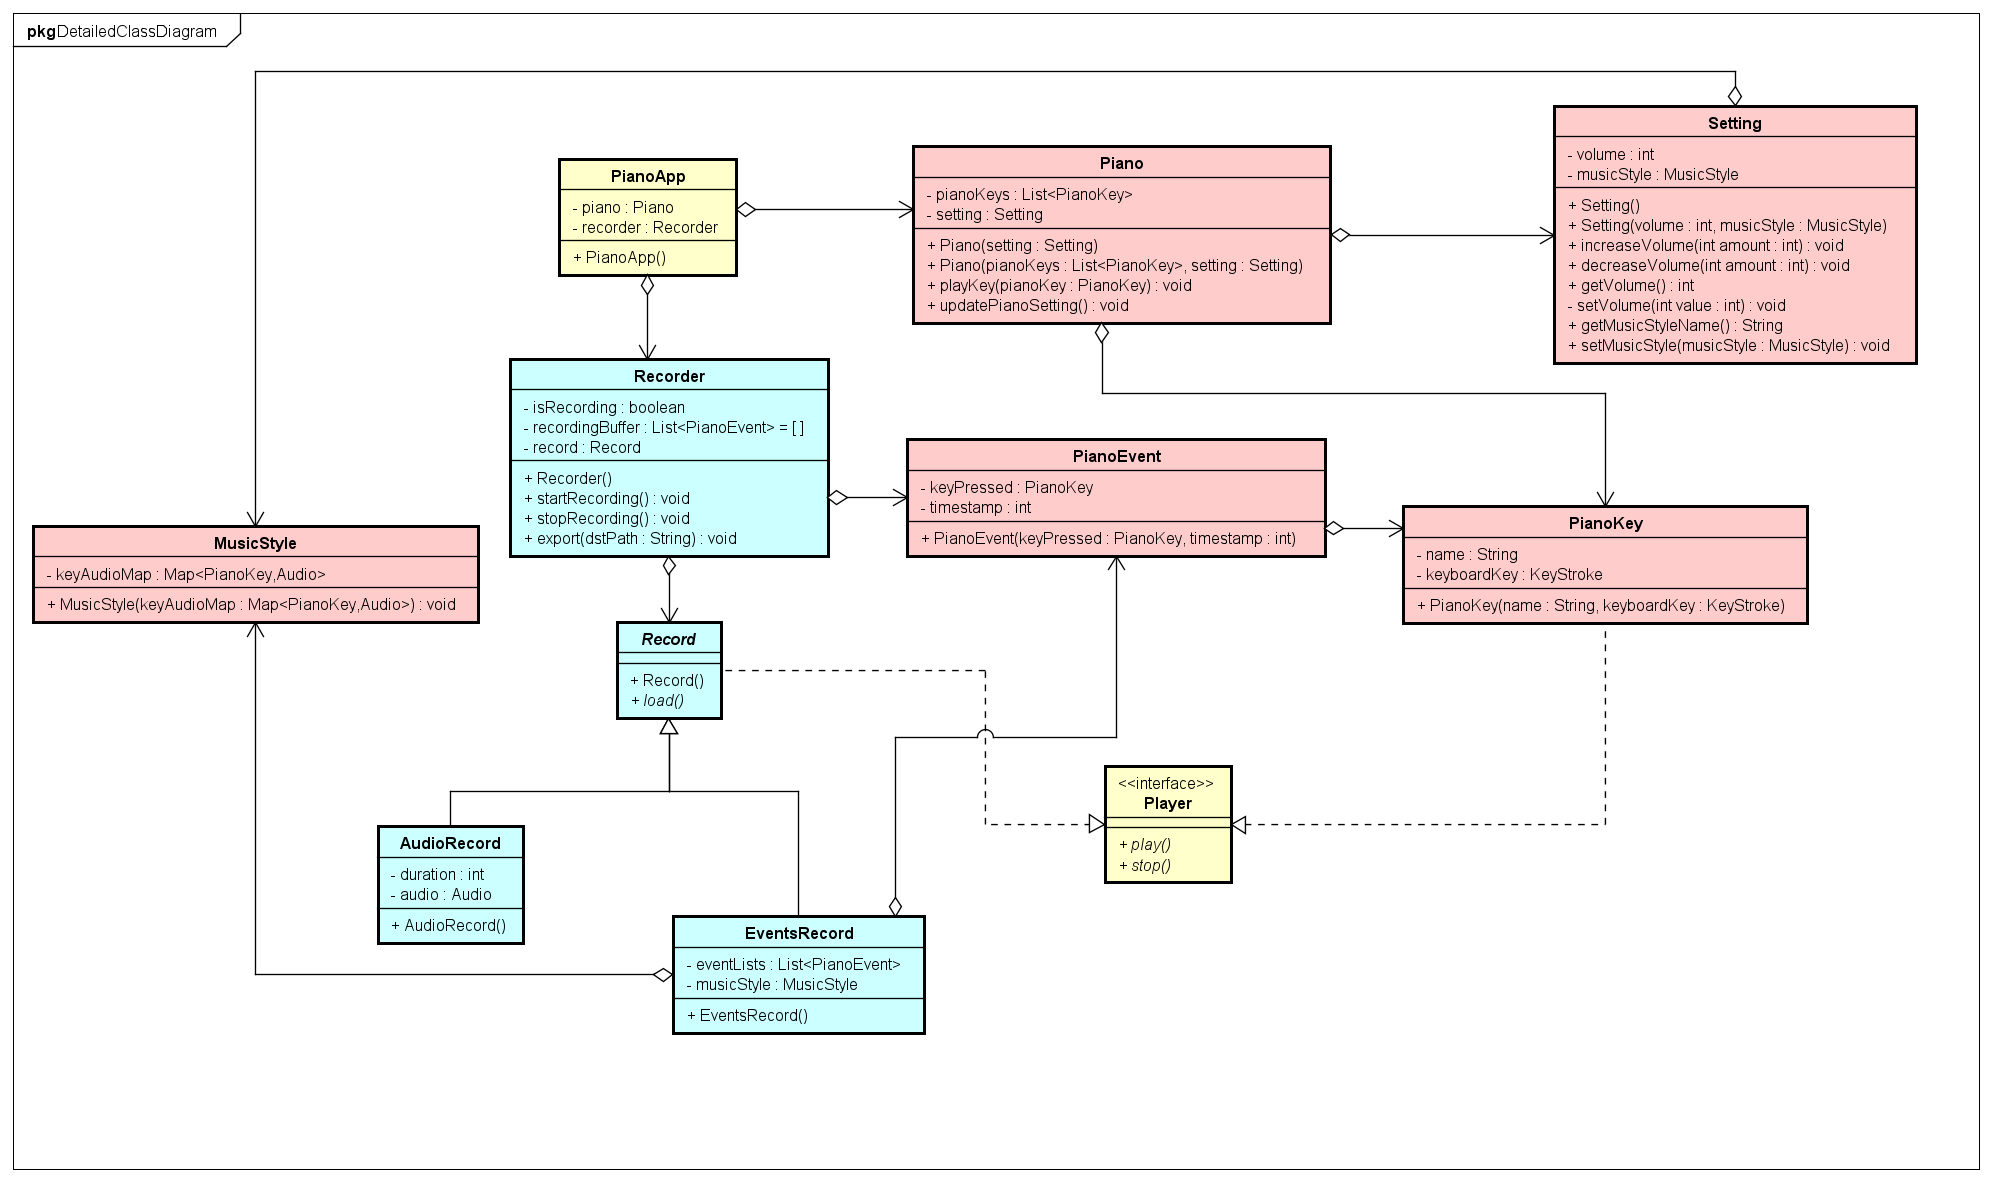 pkg DetailedClassDiagram
Setting
- volume : int
- musicStyle : MusicStyle
+ Setting()
+ Setting(volume : int, musicStyle : MusicStyle)
+ increaseVolume(int amount : int) : void
+ decreaseVolume(int amount : int) : void
+ getVolume() : int
- setVolume(int value : int) : void
+ getMusicStyleName() : String
+ setMusicStyle(musicStyle : MusicStyle) : void
Piano
- pianoKeys : List<PianoKey>
- setting : Setting
+ Piano(setting : Setting)
+ Piano(pianoKeys : List<PianoKey>, setting : Setting)
+ playKey(pianoKey : PianoKey) : void
+ updatePianoSetting() : void
PianoApp
- piano : Piano
- recorder : Recorder
+ PianoApp()
Recorder
- isRecording : boolean
- recordingBuffer : List<PianoEvent> = [ ]
- record : Record
+ Recorder()
+ startRecording() : void
+ stopRecording() : void
+ export(dstPath : String) : void
PianoEvent
- keyPressed : PianoKey
- timestamp : int
+ PianoEvent(keyPressed : PianoKey, timestamp : int)
PianoKey
- name : String
- keyboardKey : KeyStroke
+ PianoKey(name : String, keyboardKey : KeyStroke)
MusicStyle
- keyAudioMap : Map<PianoKey,Audio>
+ MusicStyle(keyAudioMap : Map<PianoKey,Audio>) : void
Record
+ Record()
+ load()
<<interface>>
Player
+ play()
+ stop()
AudioRecord
- duration : int
- audio : Audio
+ AudioRecord()
EventsRecord
- eventLists : List<PianoEvent>
- musicStyle : MusicStyle
+ EventsRecord()